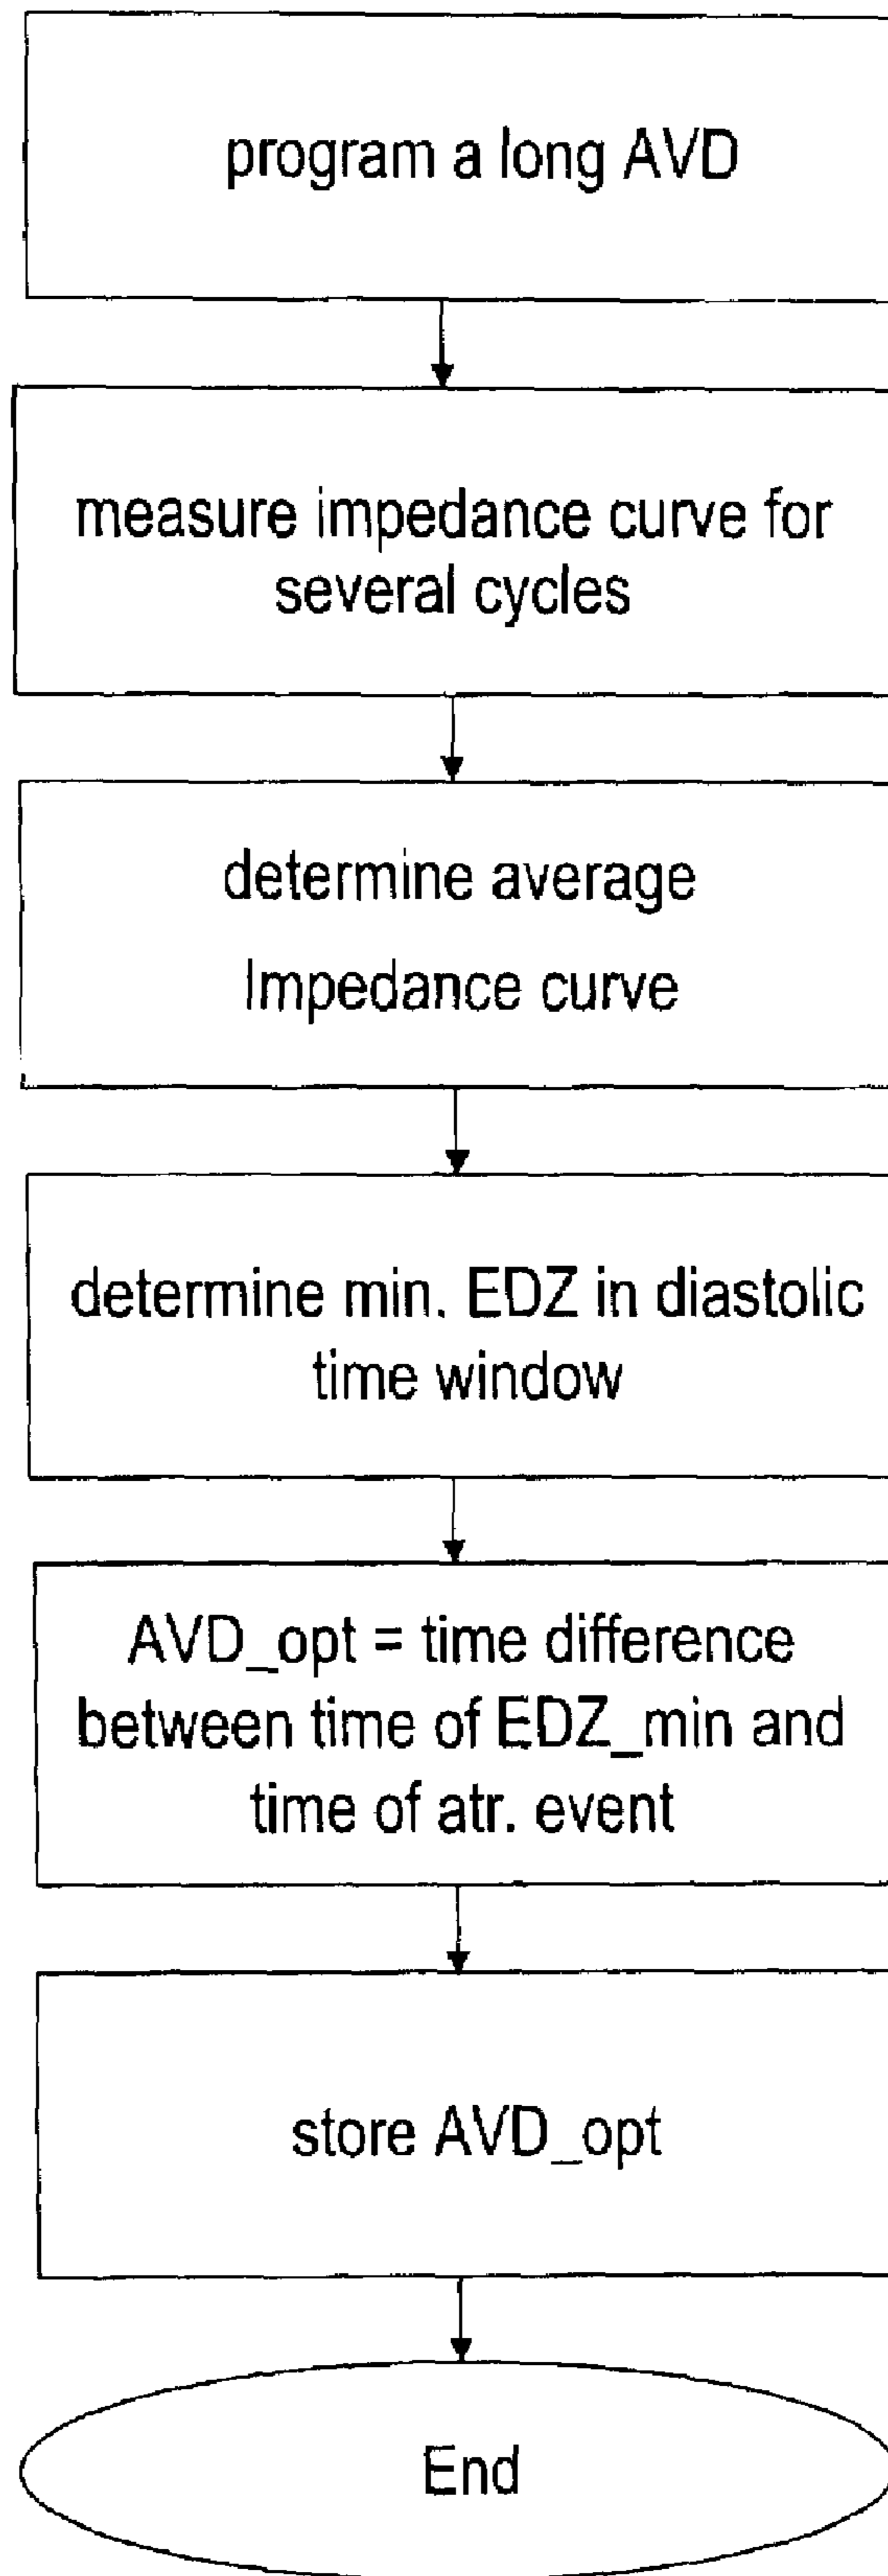 program a long AVD
measure impedance curve for
several cycles
determine average
Impedance curve
determine min. EDZ in diastolic
time window
AVD_opt = time difference
between time of EDZ_min and
time of atr. event
store AVD_opt
End